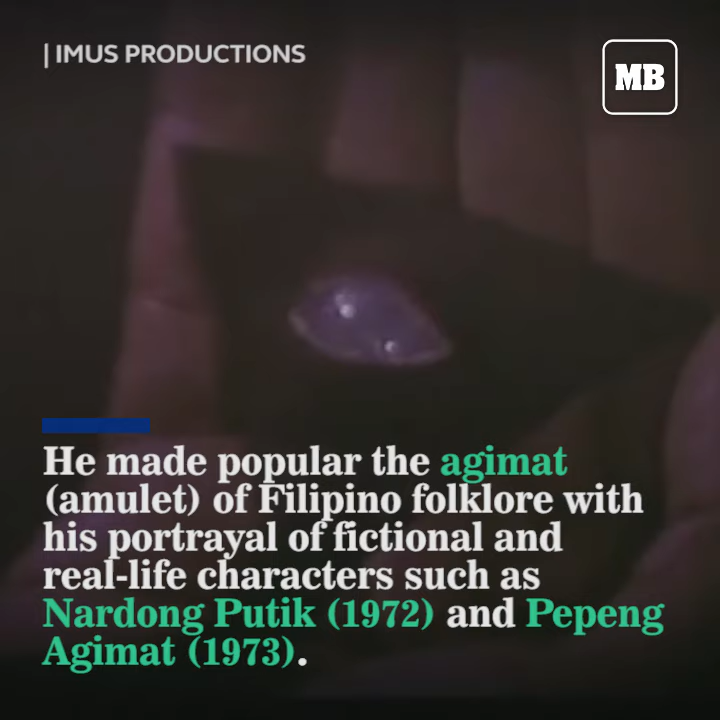 | IMUS PRODUCTIONS
MB
He made popular the agimat
(amulet) of Filipino folklore with
his portrayal of fictional and
real-life characters such as
Nardong Putik (1972) and Pepeng
Agimat (1973).